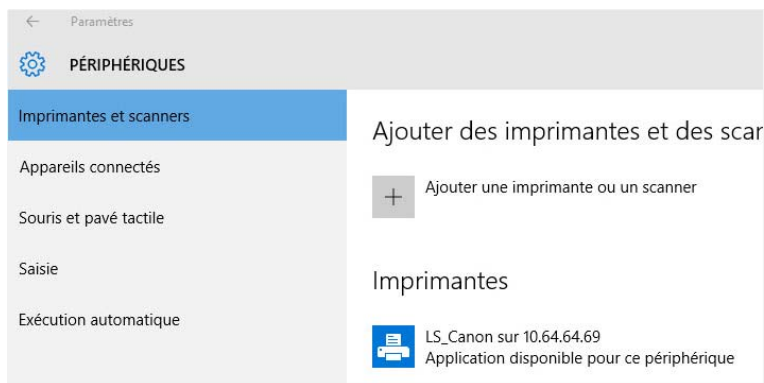 Paramètres
PÉRIPHÉRIQUES
Imprimantes et scanners
Appareils connectés
Souris et pavé tactile
Saisie
Exécution automatique
Ajouter des imprimantes et des scar
Ajouter une imprimante ou un scanner
Imprimantes
LS_Canon sur 10.64.64.69
Application disponible pour ce périphérique